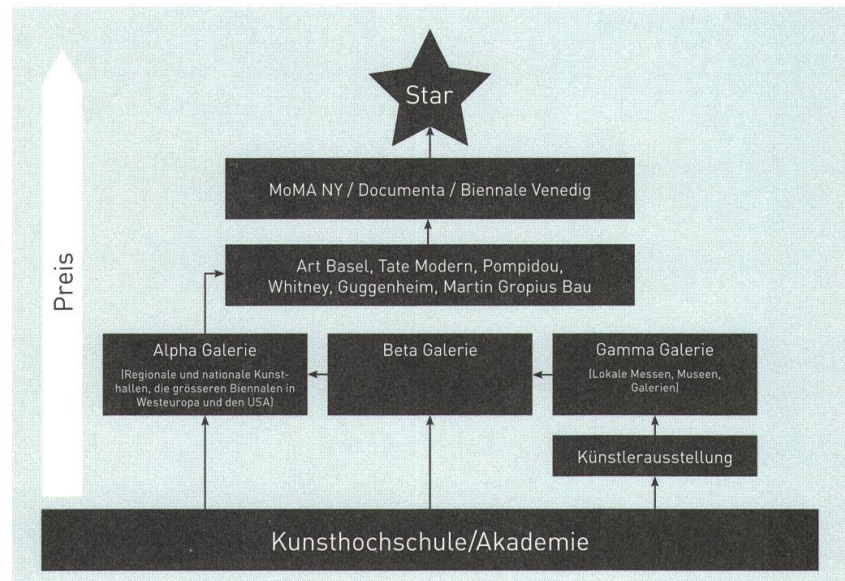 Star
MoMA NY / Documenta / Biennale Venedig
Art Basel, Tate Modern, Pompidou,
Whitney, Guggenheim, Martin Gropius Bau
Preis
Alpha Galerie
(Regionale und nationale Kunst-
hallen, die grösseren Biennalen in
Westeuropa und den USA)
Beta Galerie
Gamma Galerie
(Lokale Messen, Museen,
Galerien)
Künstlerausstellung
Kunsthochschule/Akademie